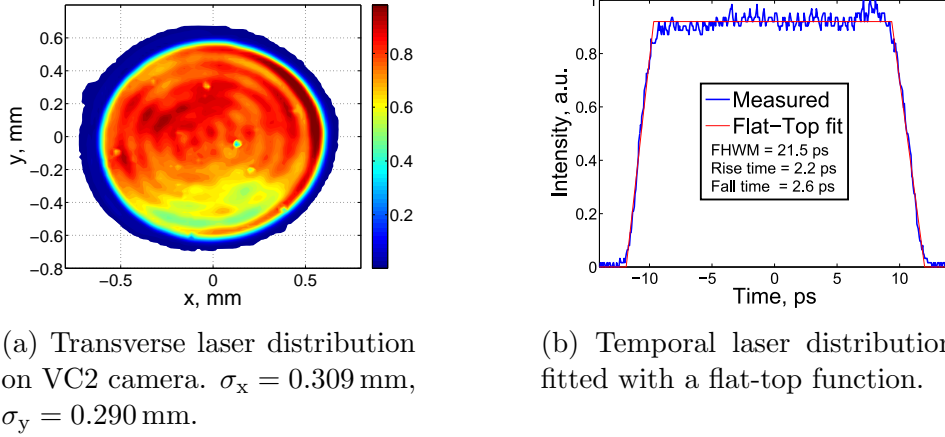 0.8
0.6
0.4
0.2
0
−0.2
−0.4
−0.6
−0.8
−0.5
0
0.5
x, mm
y, mm
0.8
0.6
0.4
0.2
1
0.8
0.6
0.4
0.2
0
−10
−5
0
5
10
Time, ps
Intensity, a.u.
Measured
Flat−Top fit
FHWM = 21.5 ps
Rise time = 2.2 ps
Fall time = 2.6 ps
(a) Transverse laser distribution
on VC2 camera. σx = 0.309 mm,
σy = 0.290 mm.
(b) Temporal laser distribution
fitted with a flat-top function.